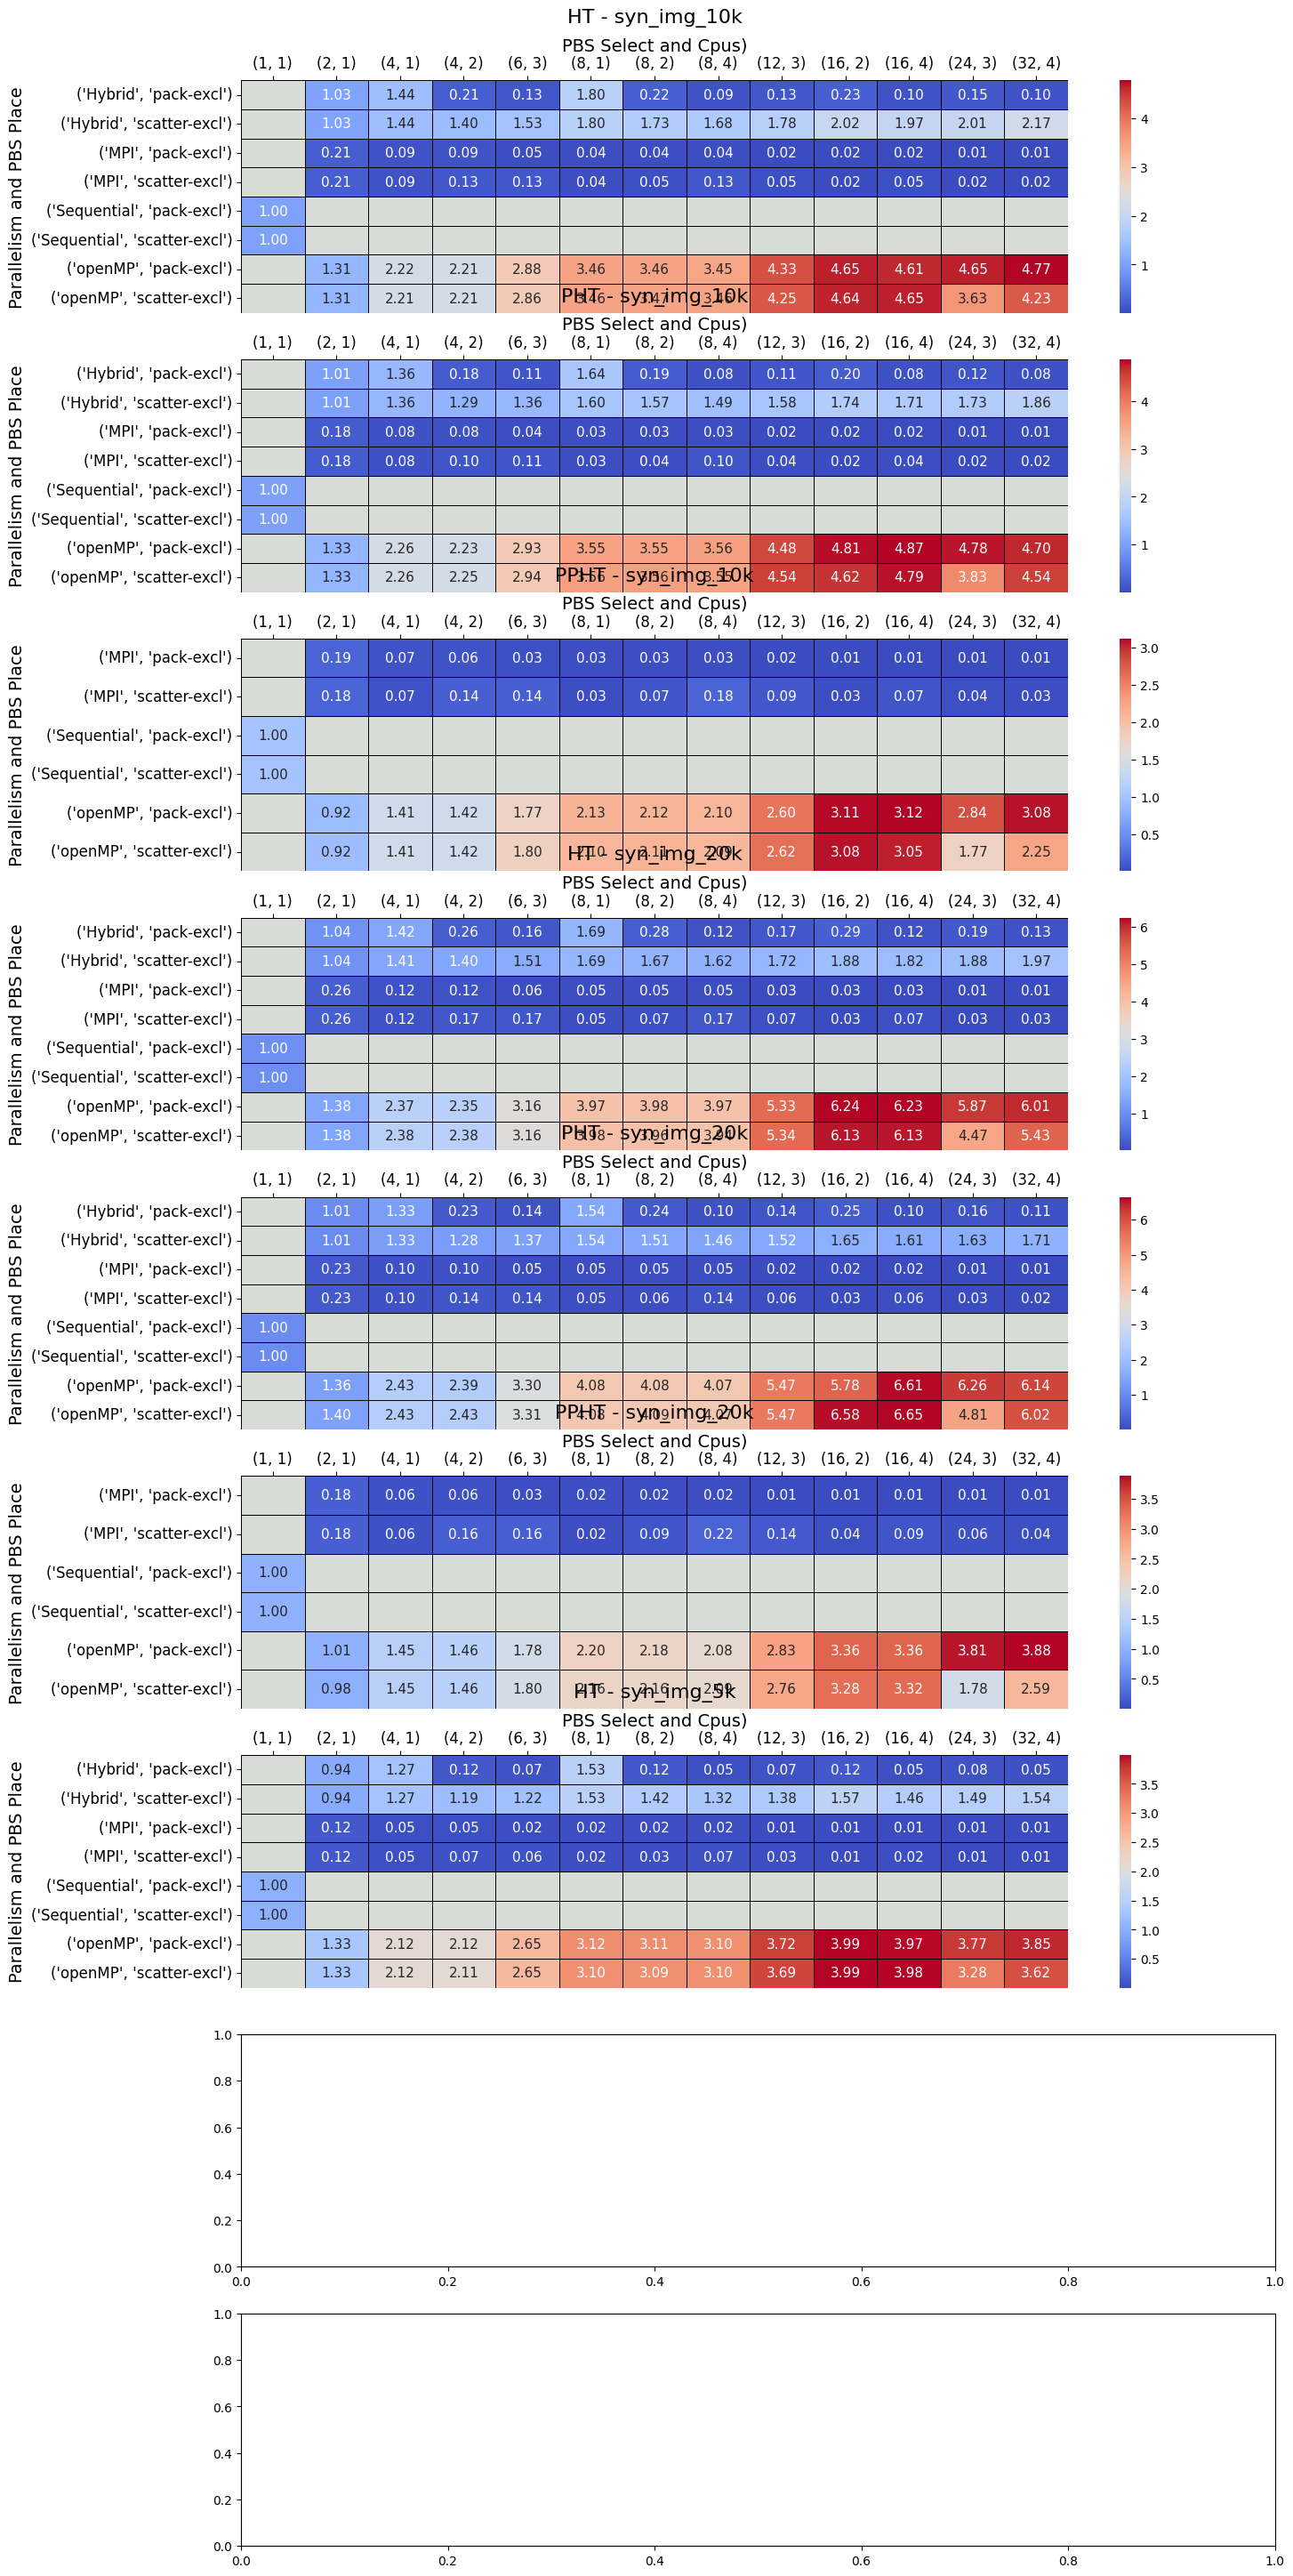 HT - syn_img_10k
PBS Select and Cpus)
(1, 1) (2, 1) (4, 1) (4, 2) (6, 3) (8, 1) (8, 2) (8, 4) (12, 3) (16, 2) (16, 4) (24, 3) (32, 4)
Parallelism and PBS Place
('Hybrid', 'pack-excl') 1.03 1.44 0.21 0.13 1.80 0.22 0.09 0.13 0.23 0.10 0.15 0.10
('Hybrid', 'scatter-excl') 1.03 1.44 1.40 1.53 1.80 1.73 1.68 1.78 2.02 1.97 2.01 2.17
('MPI', 'pack-excl') 0.21 0.09 0.09 0.05 0.04 0.04 0.04 0.02 0.02 0.02 0.01 0.01
('MPI', 'scatter-excl') 0.21 0.09 0.13 0.13 0.04 0.05 0.13 0.05 0.02 0.05 0.02 0.02
('Sequential', 'pack-excl') 1.00
('Sequential', 'scatter-excl') 1.00
('openMP', 'pack-excl') 1.31 2.22 2.21 2.88 3.46 3.46 3.45 4.33 4.65 4.61 4.65 4.77
('openMP', 'scatter-excl') 1.31 2.21 2.21 2.86 3.46 3.47 4.25 4.64 4.65 3.63 4.23
4
3
2
1
PHT - syn_img_10k
PBS Select and Cpus)
(1, 1) (2, 1) (4, 1) (4, 2) (6, 3) (8, 1) (8, 2) (8, 4) (12, 3) (16, 2) (16, 4) (24, 3) (32, 4)
Parallelism and PBS Place
('Hybrid', 'pack-excl') 1.01 1.36 0.18 0.11 1.64 0.19 0.08 0.11 0.20 0.08 0.12 0.08
('Hybrid', 'scatter-excl') 1.01 1.36 1.29 1.36 1.60 1.57 1.49 1.58 1.74 1.71 1.73 1.86
('MPI', 'pack-excl') 0.18 0.08 0.08 0.04 0.03 0.03 0.03 0.02 0.02 0.02 0.01 0.01
('MPI', 'scatter-excl') 0.18 0.08 0.10 0.11 0.03 0.04 0.10 0.04 0.02 0.04 0.02 0.02
('Sequential', 'pack-excl') 1.00
('Sequential', 'scatter-excl') 1.00
('openMP', 'pack-excl') 1.33 2.26 2.23 2.93 3.55 3.55 3.56 4.48 4.81 4.87 4.78 4.70
('openMP', 'scatter-excl') 1.33 2.26 2.25 2.94 3.56 3.56 3.55 4.54 4.62 4.79 3.83 4.54
4
3
2
1
PPHT - syn_img_10k
PBS Select and Cpus)
(1, 1) (2, 1) (4, 1) (4, 2) (6, 3) (8, 1) (8, 2) (8, 4) (12, 3) (16, 2) (16, 4) (24, 3) (32, 4)
Parallelism and PBS Place
('MPI', 'pack-excl') 0.19 0.07 0.06 0.03 0.03 0.03 0.03 0.02 0.01 0.01 0.01 0.01
('MPI', 'scatter-excl') 0.18 0.07 0.14 0.14 0.03 0.07 0.18 0.09 0.03 0.07 0.04 0.03
('Sequential', 'pack-excl') 1.00
('Sequential', 'scatter-excl') 1.00
('openMP', 'pack-excl') 0.92 1.41 1.42 1.77 2.13 2.12 2.10 2.60 3.11 3.12 2.84 3.08
('openMP', 'scatter-excl') 0.92 1.41 1.42 1.80 2.10 2.11 2.09 2.62 3.08 3.05 1.77 2.25
3.0
2.5
2.0
1.5
1.0
0.5
HT - syn_img_20k
PBS Select and Cpus)
(1, 1) (2, 1) (4, 1) (4, 2) (6, 3) (8, 1) (8, 2) (8, 4) (12, 3) (16, 2) (16, 4) (24, 3) (32, 4)
Parallelism and PBS Place
('Hybrid', 'pack-excl') 1.04 1.42 0.26 0.16 1.69 0.28 0.12 0.17 0.29 0.12 0.19 0.13
('Hybrid', 'scatter-excl') 1.04 1.41 1.40 1.51 1.69 1.67 1.62 1.72 1.88 1.82 1.88 1.97
('MPI', 'pack-excl') 0.26 0.12 0.12 0.06 0.05 0.05 0.05 0.03 0.03 0.03 0.01 0.01
('MPI', 'scatter-excl') 0.26 0.12 0.17 0.17 0.05 0.07 0.17 0.07 0.03 0.07 0.03 0.03
('Sequential', 'pack-excl') 1.00
('Sequential', 'scatter-excl') 1.00
('openMP', 'pack-excl') 1.38 2.37 2.35 3.16 3.97 3.98 3.97 5.33 6.24 6.23 5.87 6.01
('openMP', 'scatter-excl') 1.38 2.38 2.38 3.16 3.98 3.96 5.34 6.13 6.13 4.47 5.43
6
5
4
3
2
1
PHT - syn_img_20k
PBS Select and Cpus)
(1, 1) (2, 1) (4, 1) (4, 2) (6, 3) (8, 1) (8, 2) (8, 4) (12, 3) (16, 2) (16, 4) (24, 3) (32, 4)
Parallelism and PBS Place
('Hybrid', 'pack-excl') 1.01 1.33 0.23 0.14 1.54 0.24 0.10 0.14 0.25 0.10 0.16 0.11
('Hybrid', 'scatter-excl') 1.01 1.33 1.28 1.37 1.54 1.51 1.46 1.52 1.65 1.61 1.63 1.71
('MPI', 'pack-excl') 0.23 0.10 0.10 0.05 0.05 0.05 0.05 0.02 0.02 0.02 0.01 0.01
('MPI', 'scatter-excl') 0.23 0.10 0.14 0.14 0.05 0.06 0.14 0.06 0.03 0.06 0.03 0.02
('Sequential', 'pack-excl') 1.00
('Sequential', 'scatter-excl') 1.00
('openMP', 'pack-excl') 1.36 2.43 2.39 3.30 4.08 4.08 4.07 5.47 5.78 6.61 6.26 6.14
('openMP', 'scatter-excl') 1.40 2.43 2.43 3.31 4.08 4.09 4.07 5.47 6.58 6.65 4.81 6.02
6
5
4
3
2
1
PPHT - syn_img_20k
PBS Select and Cpus)
(1, 1) (2, 1) (4, 1) (4, 2) (6, 3) (8, 1) (8, 2) (8, 4) (12, 3) (16, 2) (16, 4) (24, 3) (32, 4)
Parallelism and PBS Place
('MPI', 'pack-excl') 0.18 0.06 0.06 0.03 0.02 0.02 0.02 0.01 0.01 0.01 0.01 0.01
('MPI', 'scatter-excl') 0.18 0.06 0.16 0.16 0.02 0.09 0.22 0.14 0.04 0.09 0.06 0.04
('Sequential', 'pack-excl') 1.00
('Sequential', 'scatter-excl') 1.00
('openMP', 'pack-excl') 1.01 1.45 1.46 1.78 2.20 2.18 2.08 2.83 3.36 3.36 3.81 3.88
('openMP', 'scatter-excl') 0.98 1.45 1.46 1.80 2.16 2.16 2.09 2.76 3.28 3.32 1.78 2.59
3.5
3.0
2.5
2.0
1.5
1.0
0.5
HT - syn_img_5k
PBS Select and Cpus)
(1, 1) (2, 1) (4, 1) (4, 2) (6, 3) (8, 1) (8, 2) (8, 4) (12, 3) (16, 2) (16, 4) (24, 3) (32, 4)
Parallelism and PBS Place
('Hybrid', 'pack-excl') 0.94 1.27 0.12 0.07 1.53 0.12 0.05 0.07 0.12 0.05 0.08 0.05
('Hybrid', 'scatter-excl') 0.94 1.27 1.19 1.22 1.53 1.42 1.32 1.38 1.57 1.46 1.49 1.54
('MPI', 'pack-excl') 0.12 0.05 0.05 0.02 0.02 0.02 0.02 0.01 0.01 0.01 0.01 0.01
('MPI', 'scatter-excl') 0.12 0.05 0.07 0.06 0.02 0.03 0.07 0.03 0.01 0.02 0.01 0.01
('Sequential', 'pack-excl') 1.00
('Sequential', 'scatter-excl') 1.00
('openMP', 'pack-excl') 1.33 2.12 2.12 2.65 3.12 3.11 3.10 3.72 3.99 3.97 3.77 3.85
('openMP', 'scatter-excl') 1.33 2.12 2.11 2.65 3.10 3.09 3.10 3.69 3.99 3.98 3.28 3.62
3.5
3.0
2.5
2.0
1.5
1.0
0.5
1.0
0.8
0.6
0.4
0.2
0.0
0.0 0.2 0.4 0.6 0.8 1.0
1.0
0.8
0.6
0.4
0.2
0.0
0.0 0.2 0.4 0.6 0.8 1.0